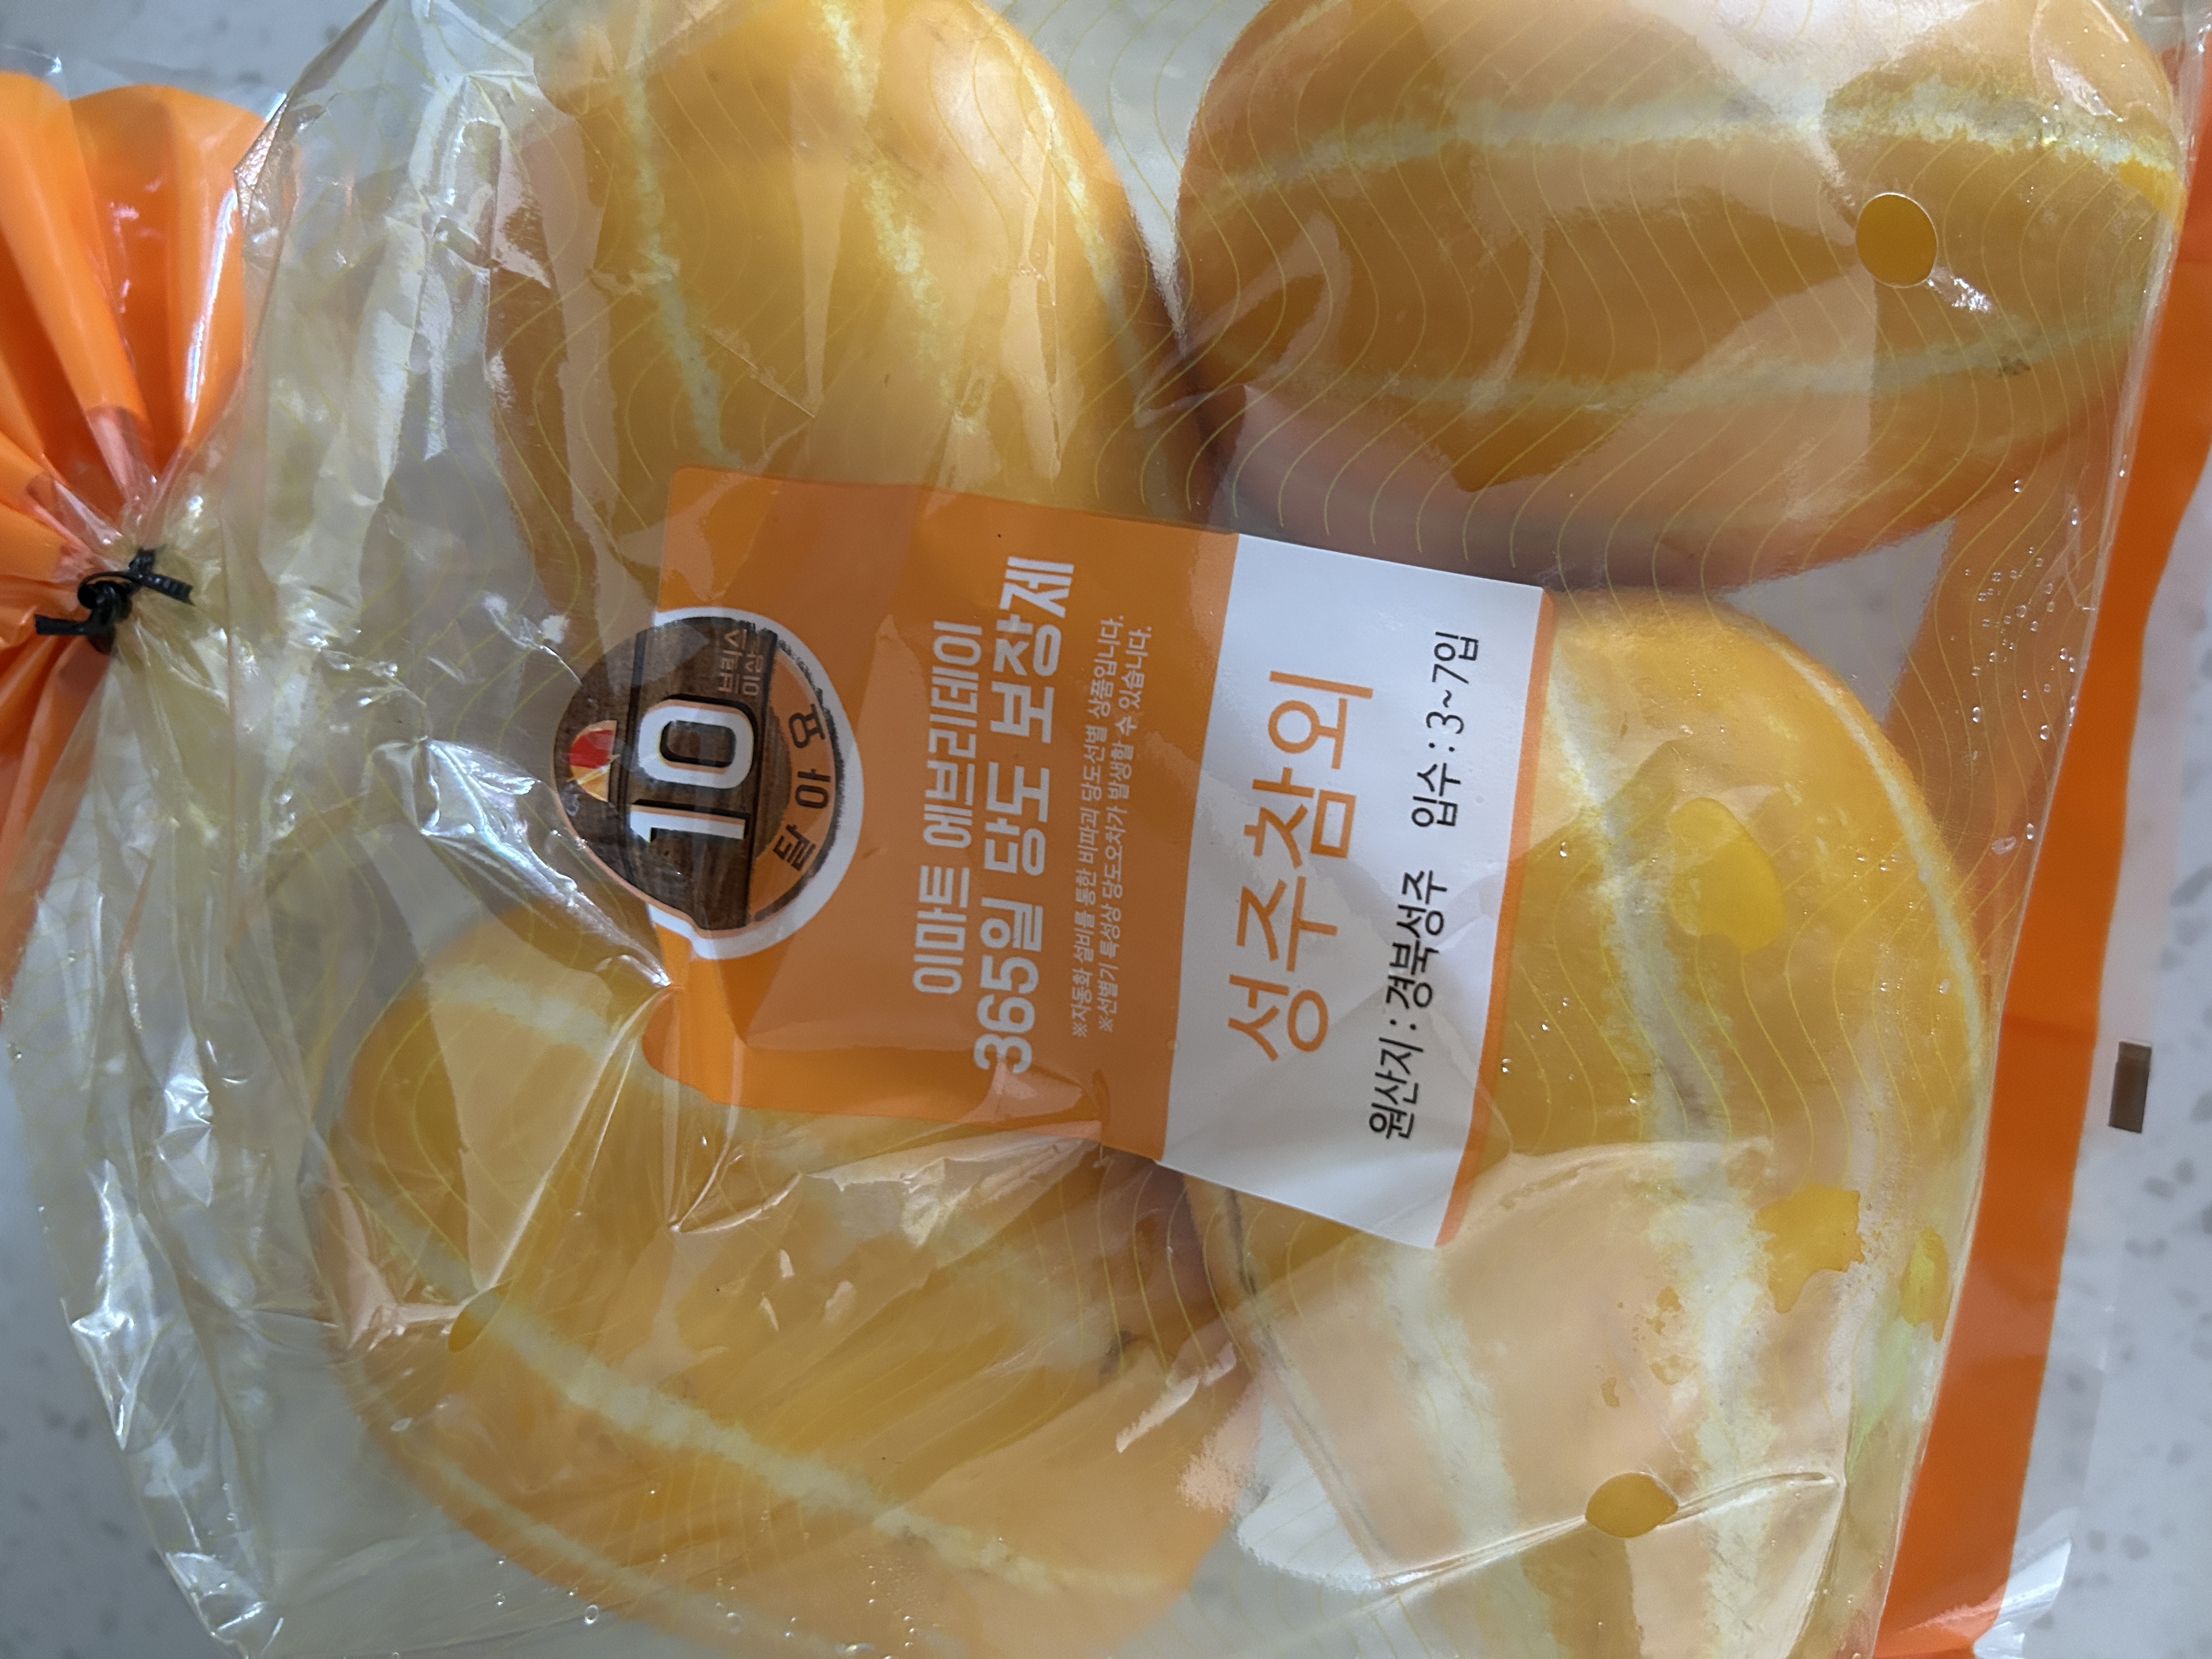 10
브릭스
이상
달아요
이마트 에브리데이
365일 당도 보장제
※자동화 설비를 통한 비파괴 당도선별 상품입니다.
※선별기 특성상 당도오차가 발생할 수 있습니다.
성주참외
원산지 : 경북성주 입수 : 3~7입